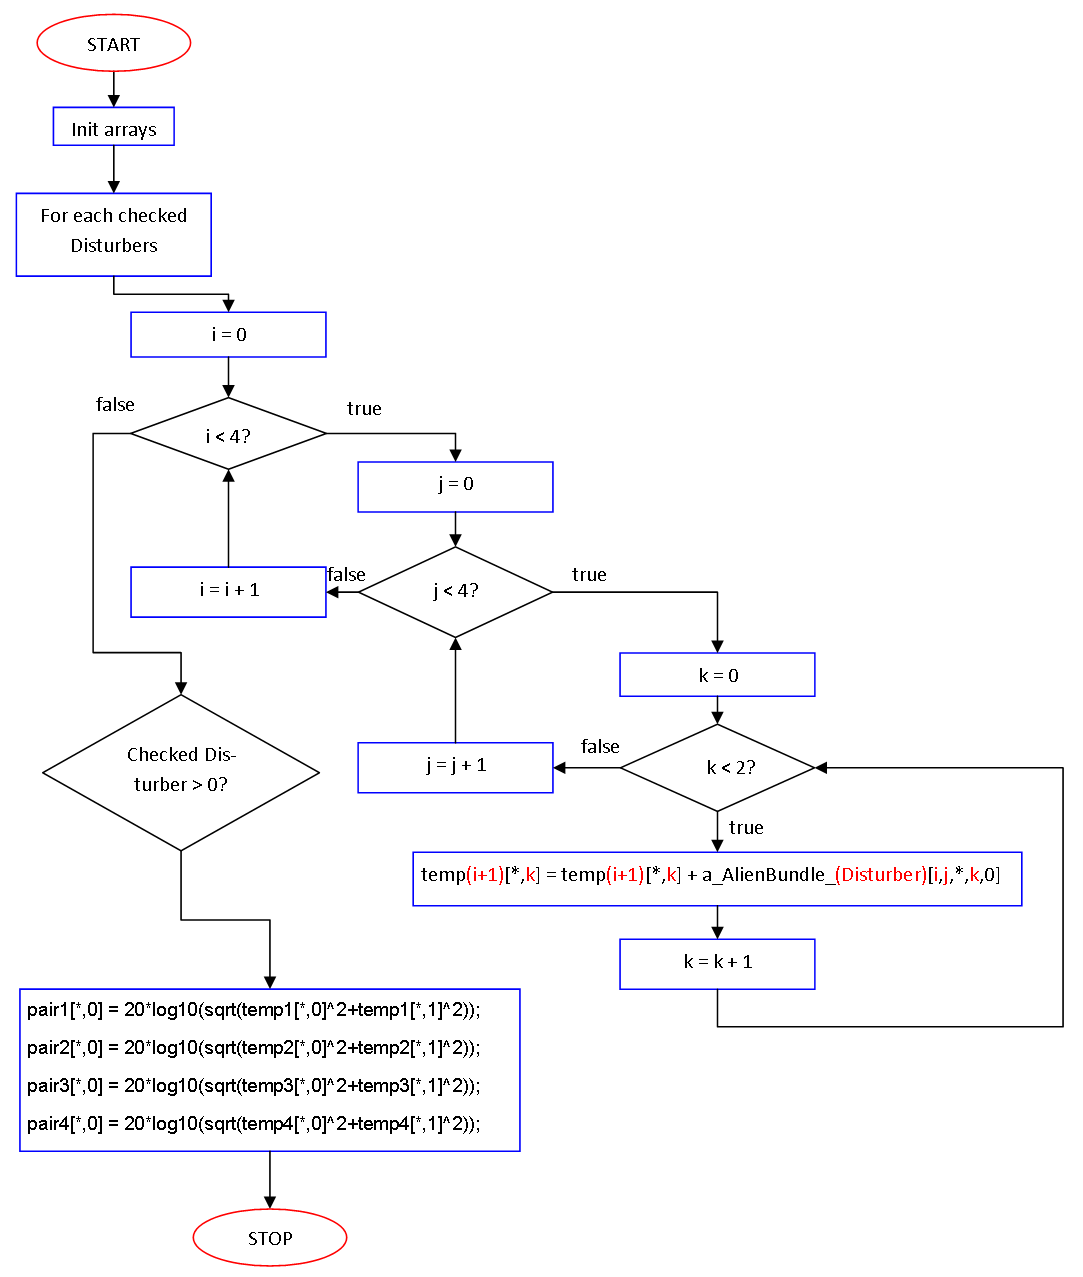 START
Init arrays
For each checked
Disturbers
i = 0
false
true
i < 4?
j = 0
i = i + 1
false
j < 4?
true
k = 0
Checked Dis-
turber > 0?
j = j + 1
false
k < 2?
true
temp(i+1)[*,k] = temp(i+1)[*,k] + a_AlienBundle_(Disturber)[i,j,*,k,0]
k = k + 1
pair1[*,0] = 20*log10(sqrt(temp1[*,0]^2+temp1[*,1]^2));
pair2[*,0] = 20*log10(sqrt(temp2[*,0]^2+temp2[*,1]^2));
pair3[*,0] = 20*log10(sqrt(temp3[*,0]^2+temp3[*,1]^2));
pair4[*,0] = 20*log10(sqrt(temp4[*,0]^2+temp4[*,1]^2));
STOP